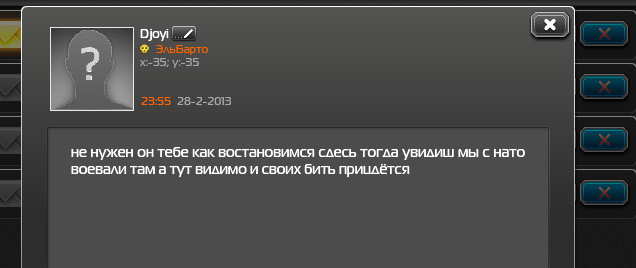 Djoyi
ЭльБарто
x:-35; y:-35
23:55 28-2-2013
не нужен он тебе как востановимся сдесь тогда увидиш мы с нато
воевали там а тут видимо и своих бить прицдётся